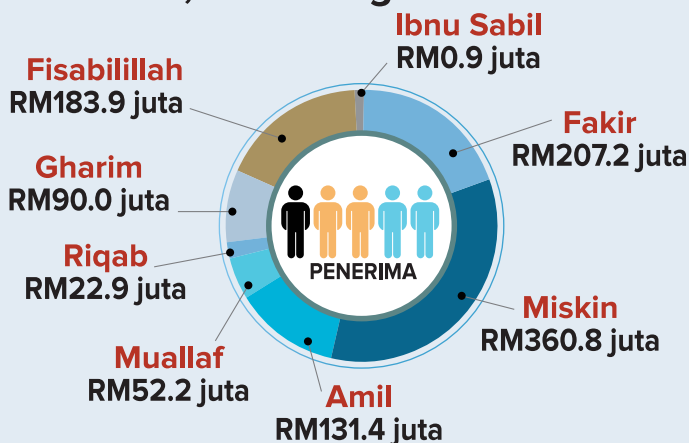 Ibnu Sabil
RM0.9 juta
Fisabilillah
RM183.9 juta
Fakir
RM207.2 juta
Gharim
RM90.0 juta
PENERIMA
Riqab
RM22.9 juta
Miskin
RM360.8 juta
Muallaf
RM52.2 juta
Amil
RM131.4 juta